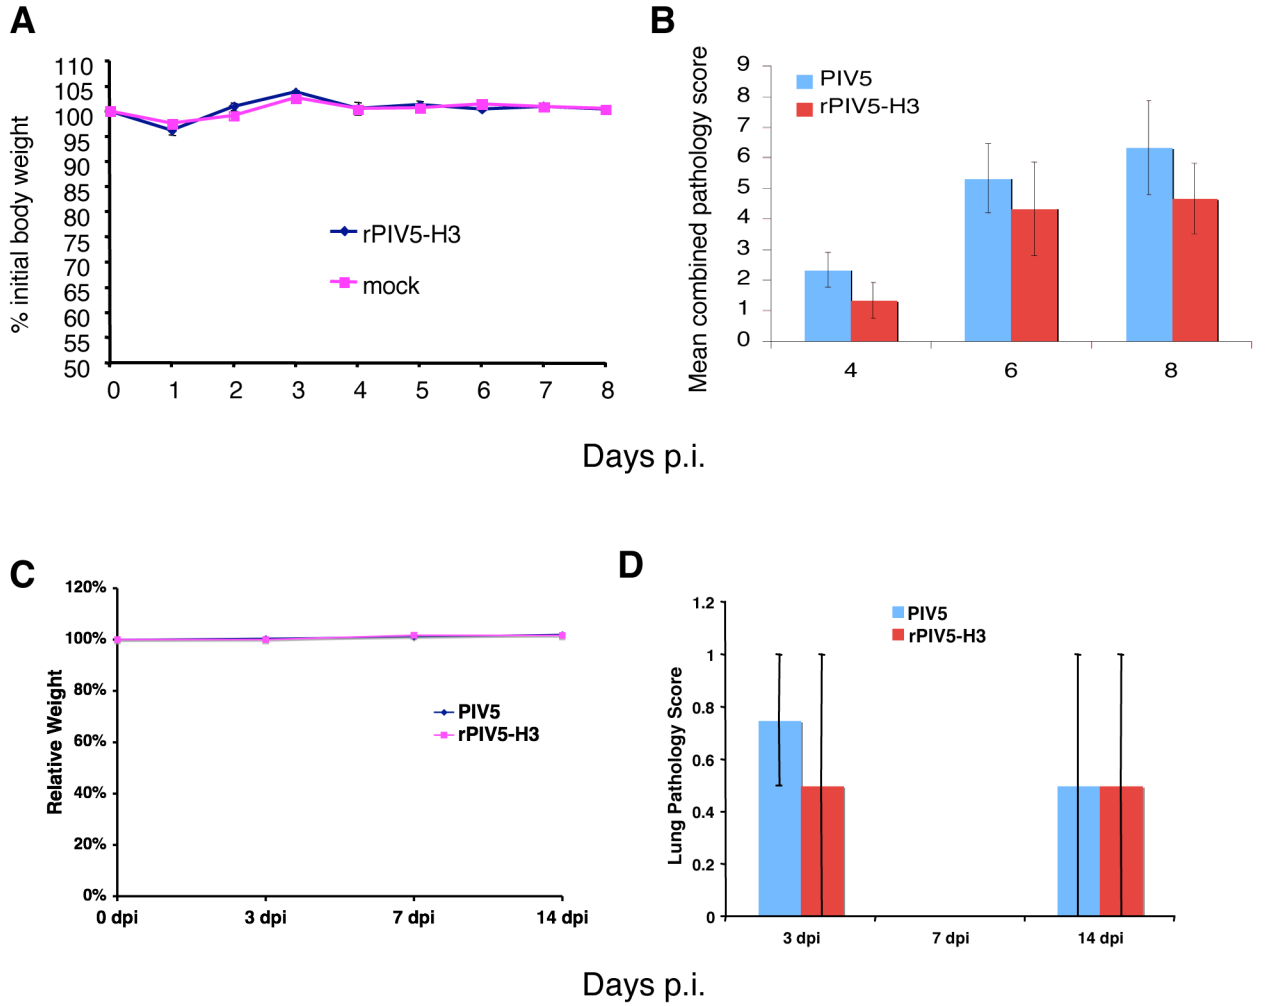 A
% initial body weight
110
105
100
95
90
85
80
75
70
65
60
55
50
rPIV5-H3
mock
0 1 2 3 4 5 6 7 8
B
Mean combined pathology score
9
8
7
6
5
4
3
2
1
0
PIV5
rPIV5-H3
4 6 8
Days p.i.
C
Relative Weight
120%
100%
80%
60%
40%
20%
0%
PIV5
rPIV5-H3
0 dpi 3 dpi 7 dpi 14 dpi
D
Lung Pathology Score
1.2
1
0.8
0.6
0.4
0.2
0
PIV5
rPIV5-H3
3 dpi 7 dpi 14 dpi
Days p.i.